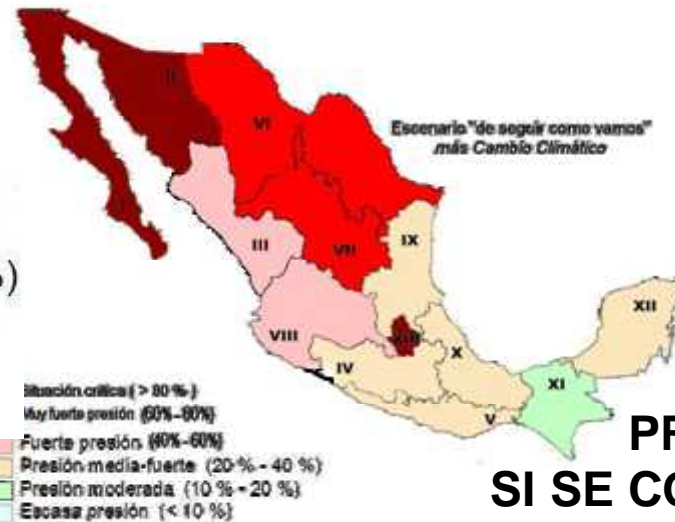 II
VI
Escenario "de seguir como vamos"
más Cambio Climático
I
III
VII
IX
%)
XII
VIII
XIII
X
IV
XI
V
Situación crítica ( > 80 % )
Muy fuerte presión (60% - 80%)
Fuerte presión (40% - 60%)
Presión media-fuerte (20 % - 40 %)
Presión moderada (10 % - 20 %)
Escasa presión (< 10 %)
PR
SI SE CO